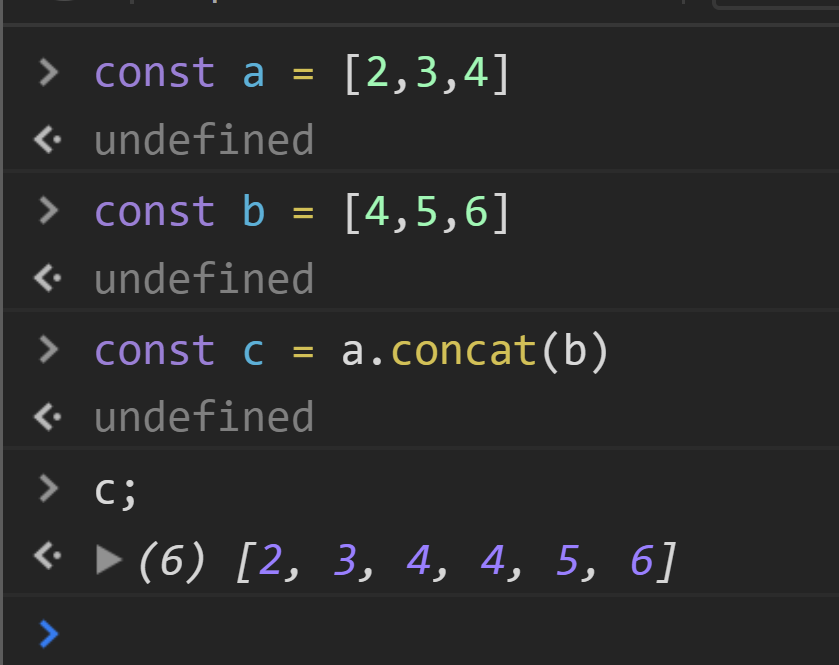 const a = [2,3,4]
undefined
const b = [4,5,6]
undefined
const c = a.concat(b)
undefined
c;
(6) [2, 3, 4, 4, 5, 6]